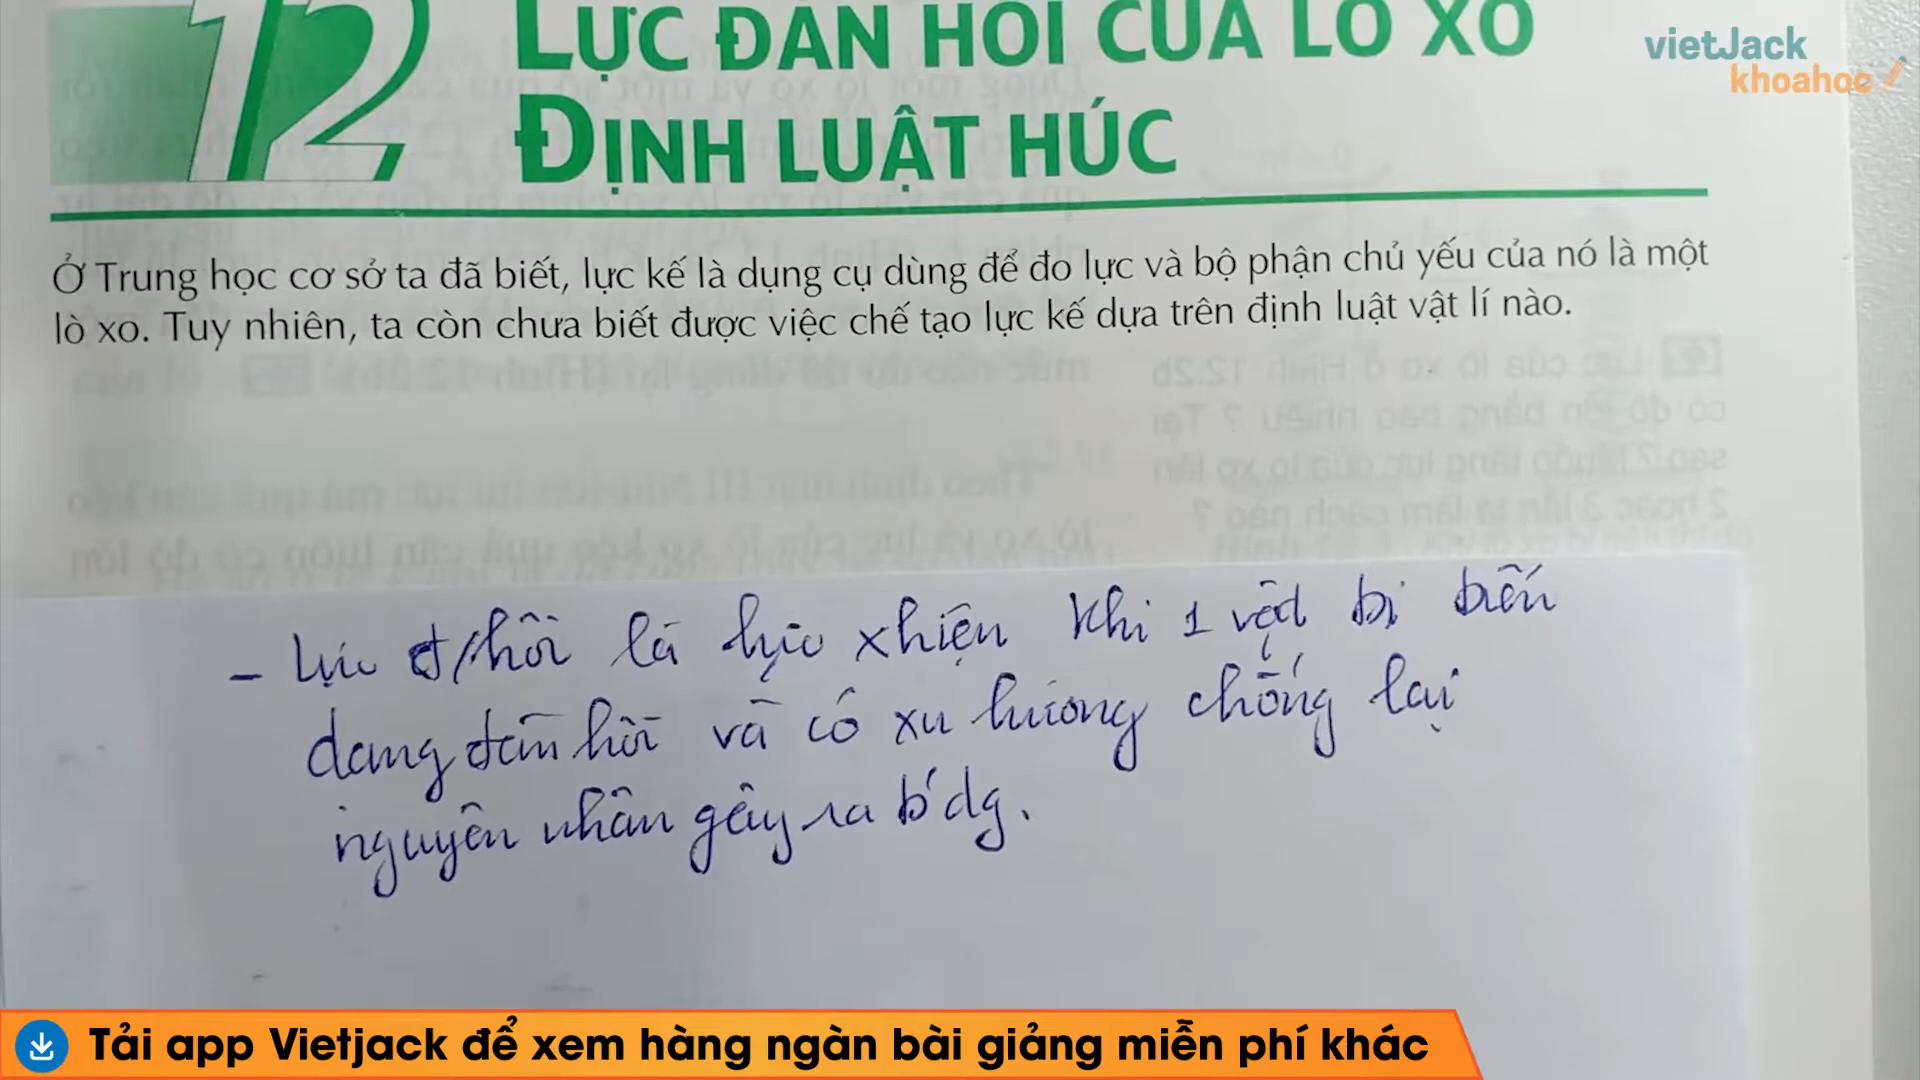 12
LỰC ĐÀN HỒI CỦA LÒ XO
ĐỊNH LUẬT HÚC
vietJack
khoahoc
Ở Trung học cơ sở ta đã biết, lực kế là dụng cụ dùng để đo lực và bộ phận chủ yếu của nó là một
lò xo. Tuy nhiên, ta còn chưa biết được việc chế tạo lực kế dựa trên định luật vật lí nào.
- Lực đ/hồi là lực xhiện khi 1 vật bị biến
dạng đàn hồi và có xu hướng chống lại
nguyên nhân gây ra b'dg.
Tải app Vietjack để xem hàng ngàn bài giảng miễn phí khác